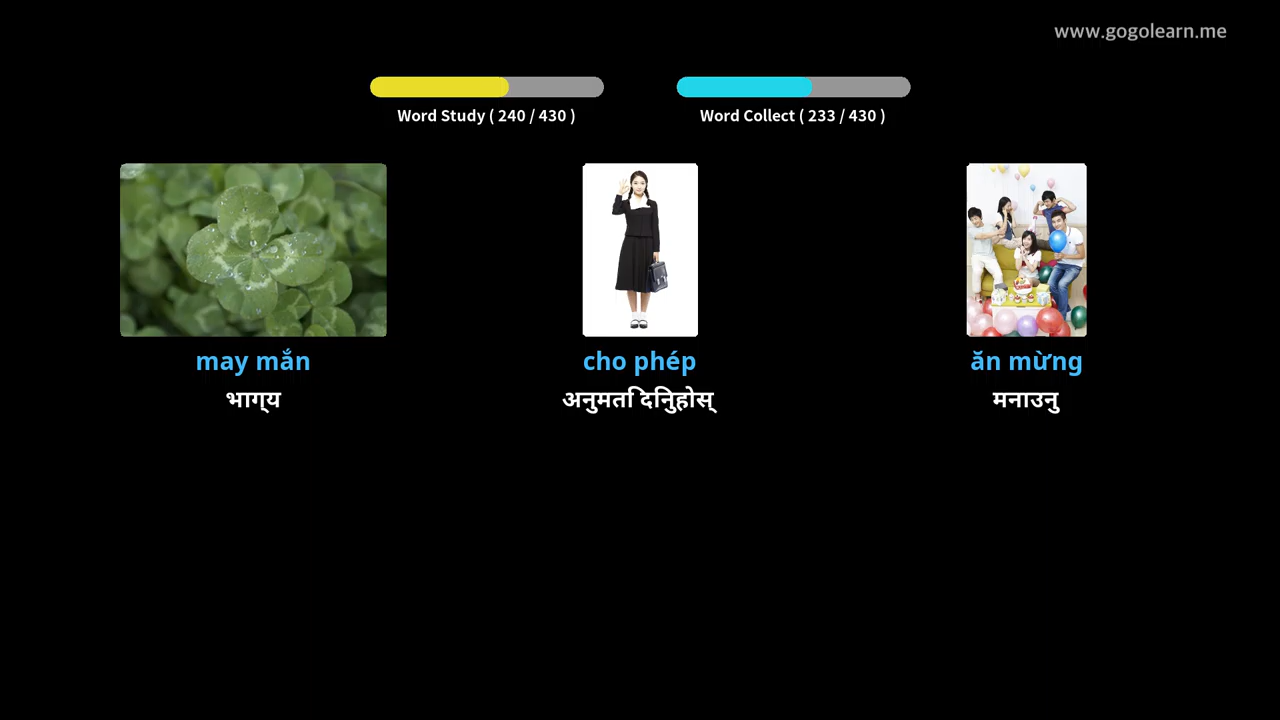 www.gogolearn.me
Word Study ( 240 / 430 )
Word Collect ( 233 / 430 )
may mắn
cho phép
ăn mừng
भाग्य
अनुमति दिनुहोस्
मनाउनु